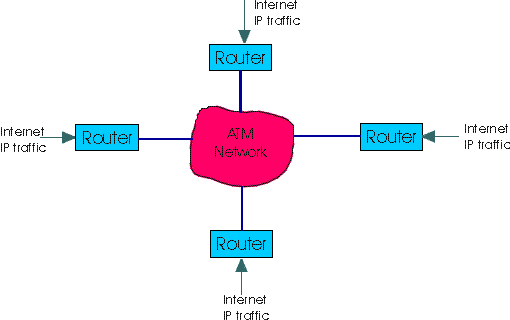 Internet
IP traffic
Router
Internet
IP traffic
Router
ATM
Network
Router
Internet
IP traffic
Router
Internet
IP traffic